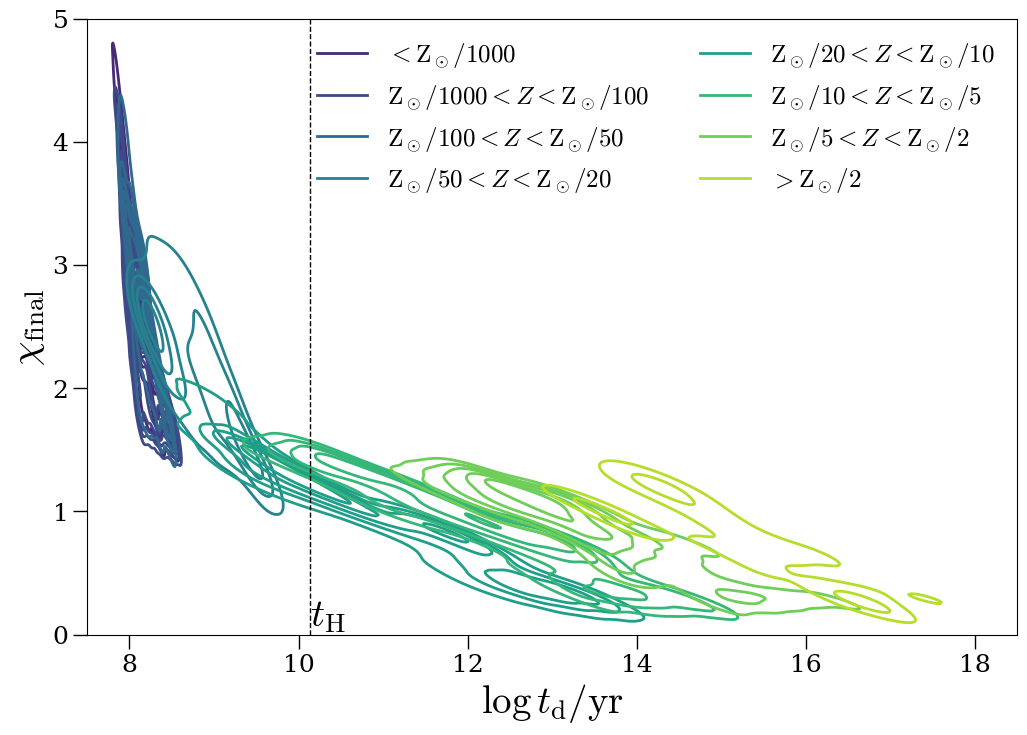 5
4
3
2
1
0
χfinal
< Z⊙/1000
Z⊙/1000 < Z < Z⊙/100
Z⊙/100 < Z < Z⊙/50
Z⊙/50 < Z < Z⊙/20
Z⊙/20 < Z < Z⊙/10
Z⊙/10 < Z < Z⊙/5
Z⊙/5 < Z < Z⊙/2
> Z⊙/2
tH
8 10 12 14 16 18
log td/yr